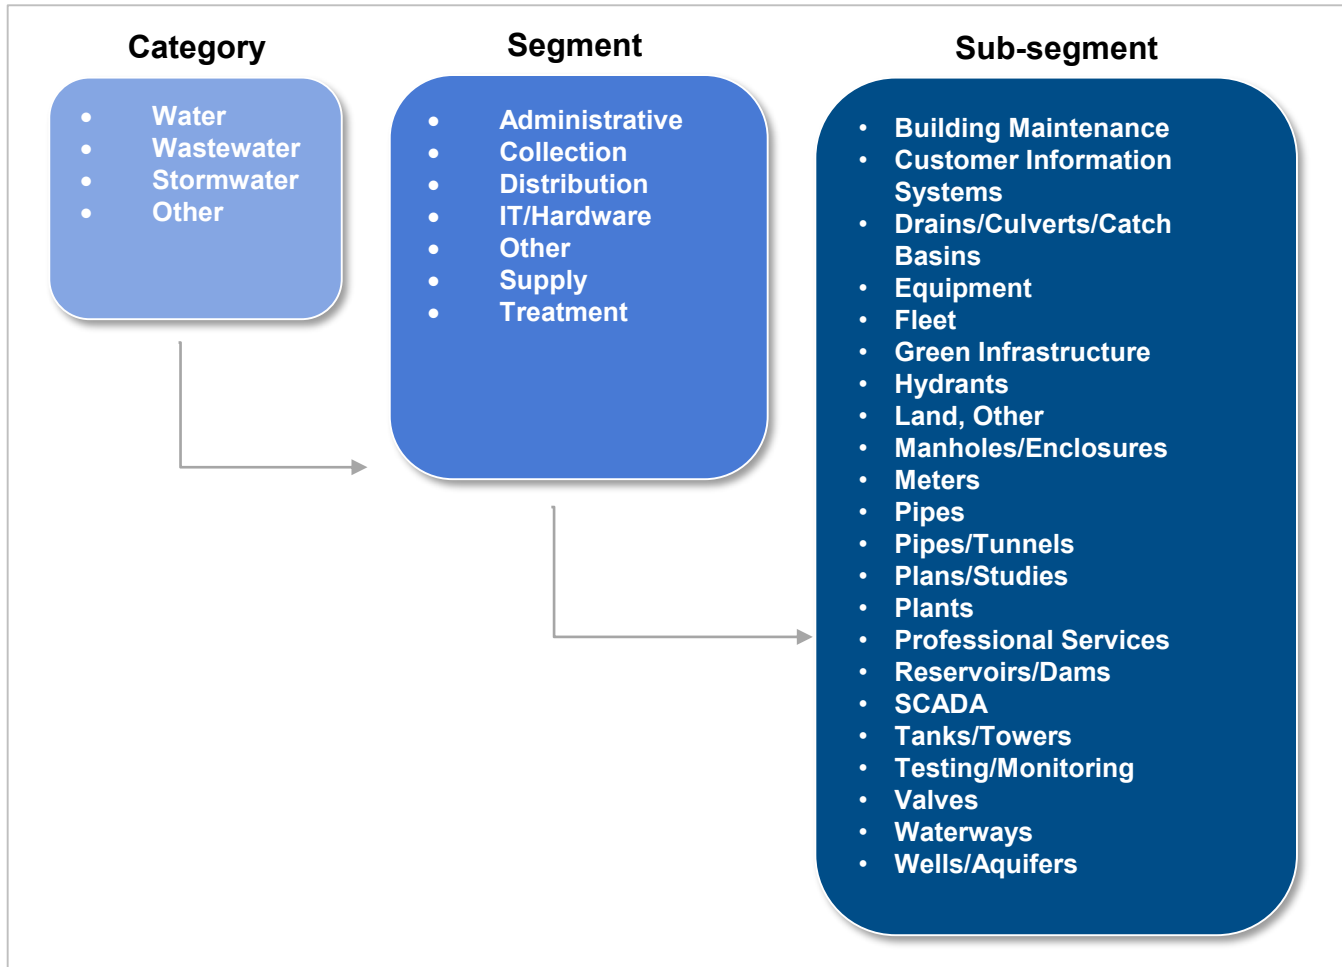 Category
• Water
• Wastewater
• Stormwater
• Other
Segment
• Administrative
• Collection
• Distribution
• IT/Hardware
• Other
• Supply
• Treatment
Sub-segment
• Building Maintenance
• Customer Information
Systems
• Drains/Culverts/Catch
Basins
• Equipment
• Fleet
• Green Infrastructure
• Hydrants
• Land, Other
• Manholes/Enclosures
• Meters
• Pipes
• Pipes/Tunnels
• Plans/Studies
• Plants
• Professional Services
• Reservoirs/Dams
• SCADA
• Tanks/Towers
• Testing/Monitoring
• Valves
• Waterways
• Wells/Aquifers